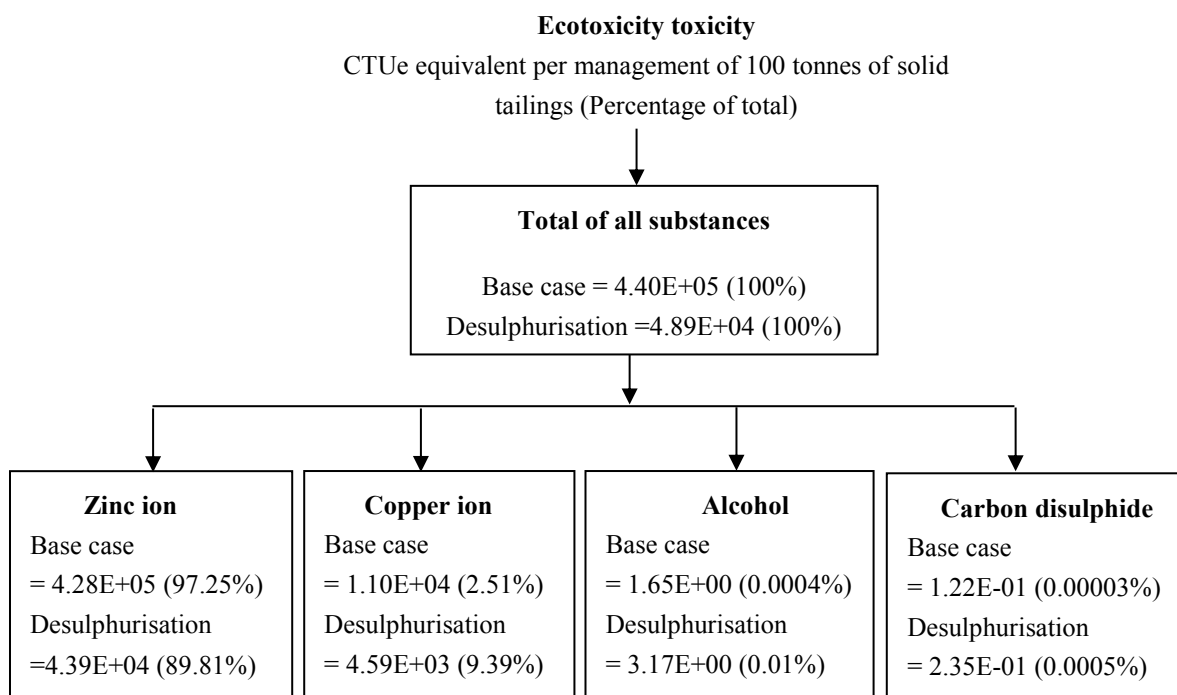 Ecotoxicity toxicity
CTUe equivalent per management of 100 tonnes of solid
tailings (Percentage of total)
Total of all substances
Base case = 4.40E+05 (100%)
Desulphurisation =4.89E+04 (100%)
Zinc ion
Base case
= 4.28E+05 (97.25%)
Desulphurisation
=4.39E+04 (89.81%)
Copper ion
Base case
= 1.10E+04 (2.51%)
Desulphurisation
= 4.59E+03 (9.39%)
Alcohol
Base case
= 1.65E+00 (0.0004%)
Desulphurisation
= 3.17E+00 (0.01%)
Carbon disulphide
Base case
= 1.22E-01 (0.00003%)
Desulphurisation
= 2.35E-01 (0.0005%)